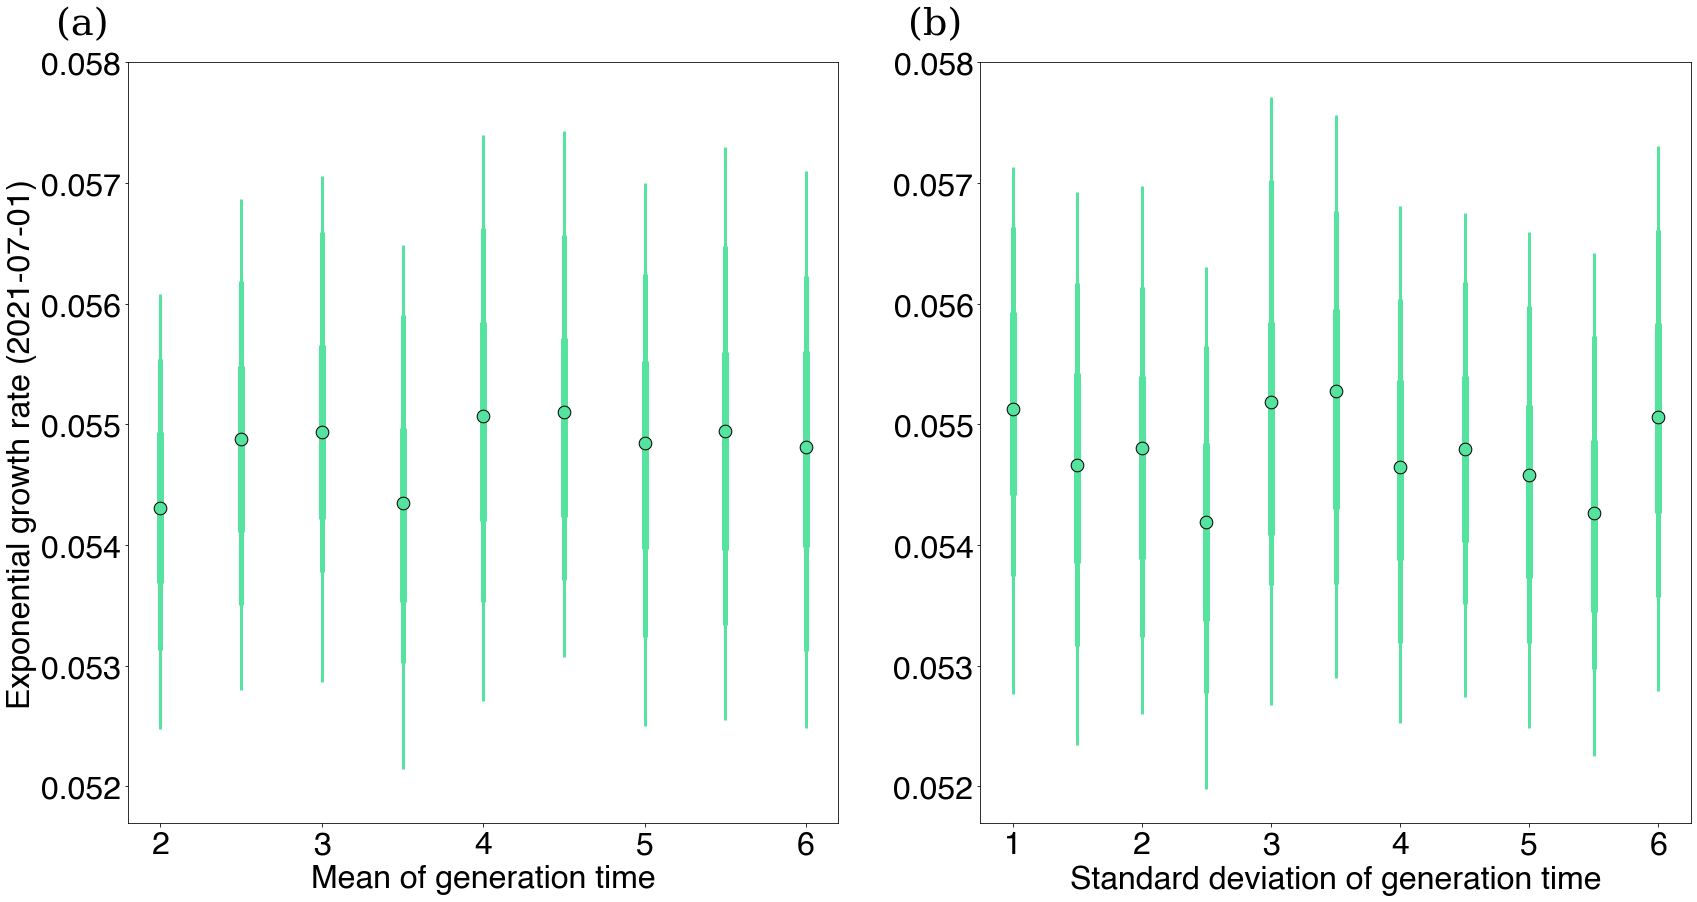 (a)
0.058
0.057
0.056
0.055
0.054
0.053
0.052
Exponential growth rate (2021-07-01)
2 3 4 5 6
Mean of generation time
(b)
0.058
0.057
0.056
0.055
0.054
0.053
0.052
1 2 3 4 5 6
Standard deviation of generation time